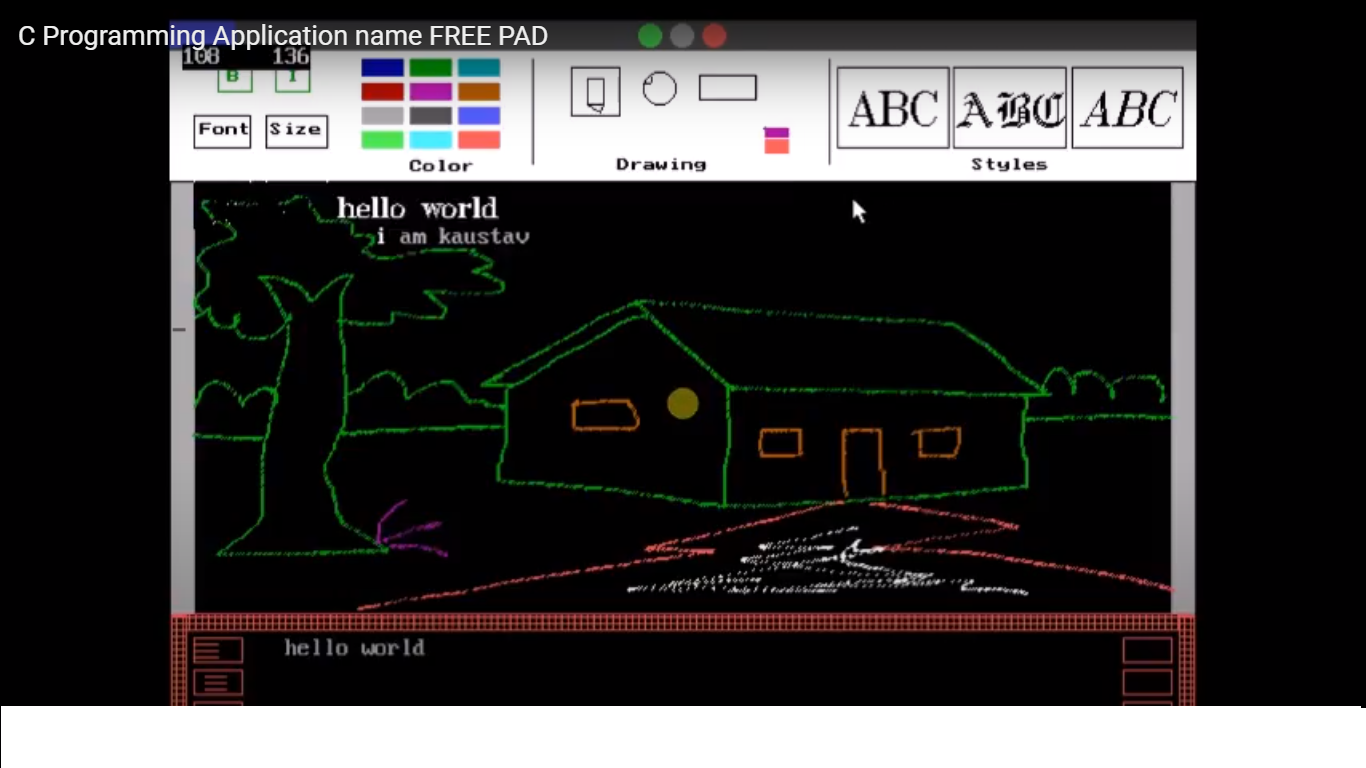 C Programming Application name FREE PAD
108 136
B I
Font Size
Color
Drawing
ABC ABC ABC
Styles
hello world
i am kaustav
hello world